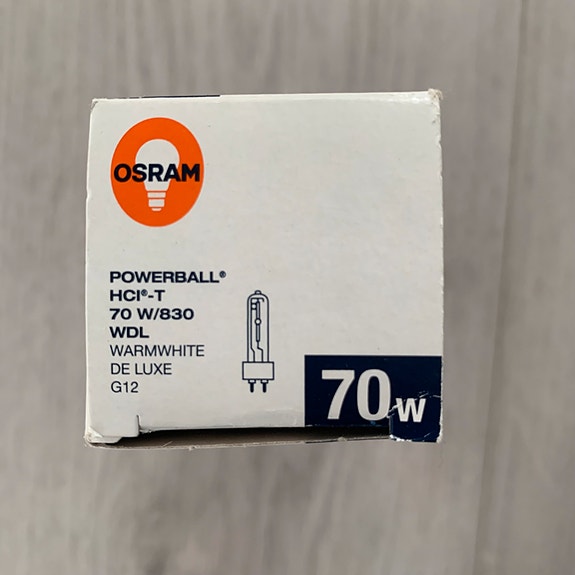 OSRAM
POWERBALL®
HCI®-T
70 W/830
WDL
WARMWHITE
DE LUXE
G12
70 W